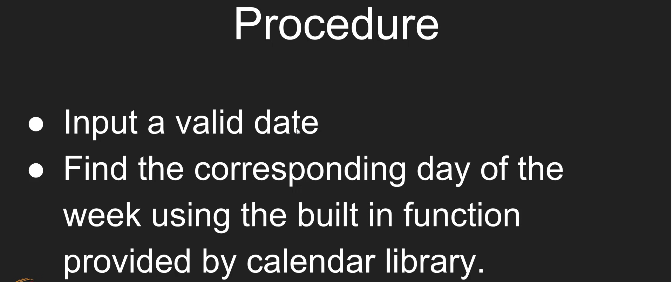 Procedure
● Input a valid date
● Find the corresponding day of the
week using the built in function
provided by calendar library.